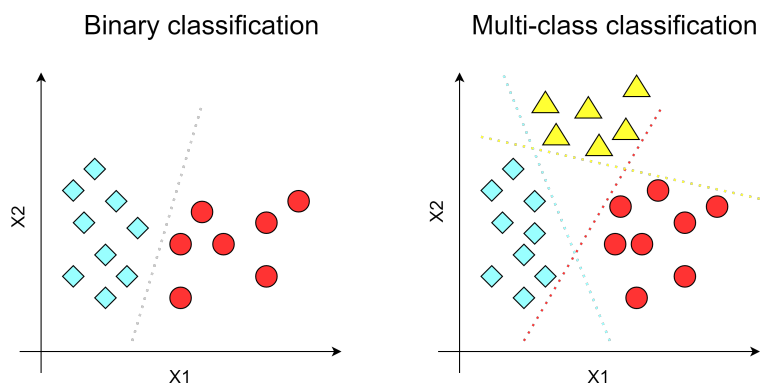 Binary classification
Multi-class classification
X2
X1
X2
X1